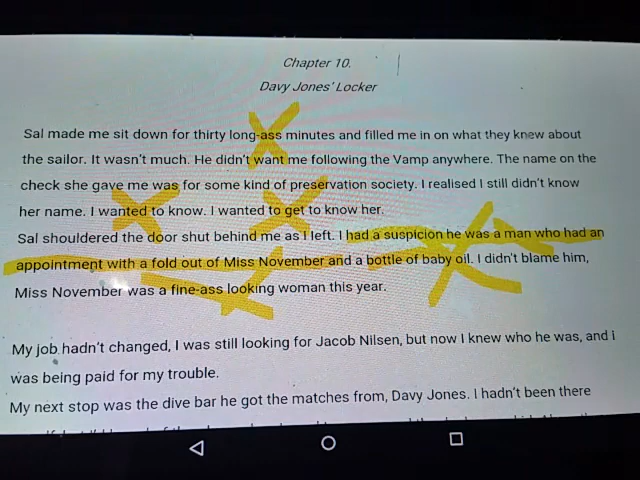 Chapter 10.
Davy Jones' Locker
Sal made me sit down for thirty long-ass minutes and filled me in on what they knew about
the sailor. It wasn't much. He didn't want me following the Vamp anywhere. The name on the
check she gave me was for some kind of preservation society. I realised I still didn't know
her name. I wanted to know. I wanted to get to know her.
Sal shouldered the door shut behind me as I left. I had a suspicion he was a man who had an
appointment with a fold out of Miss November and a bottle of baby oil. I didn't blame him,
Miss November was a fine-ass looking woman this year.
My job hadn't changed, I was still looking for Jacob Nilsen, but now I knew who he was, and i
was being paid for my trouble.
My next stop was the dive bar he got the matches from, Davy Jones. I hadn't been there